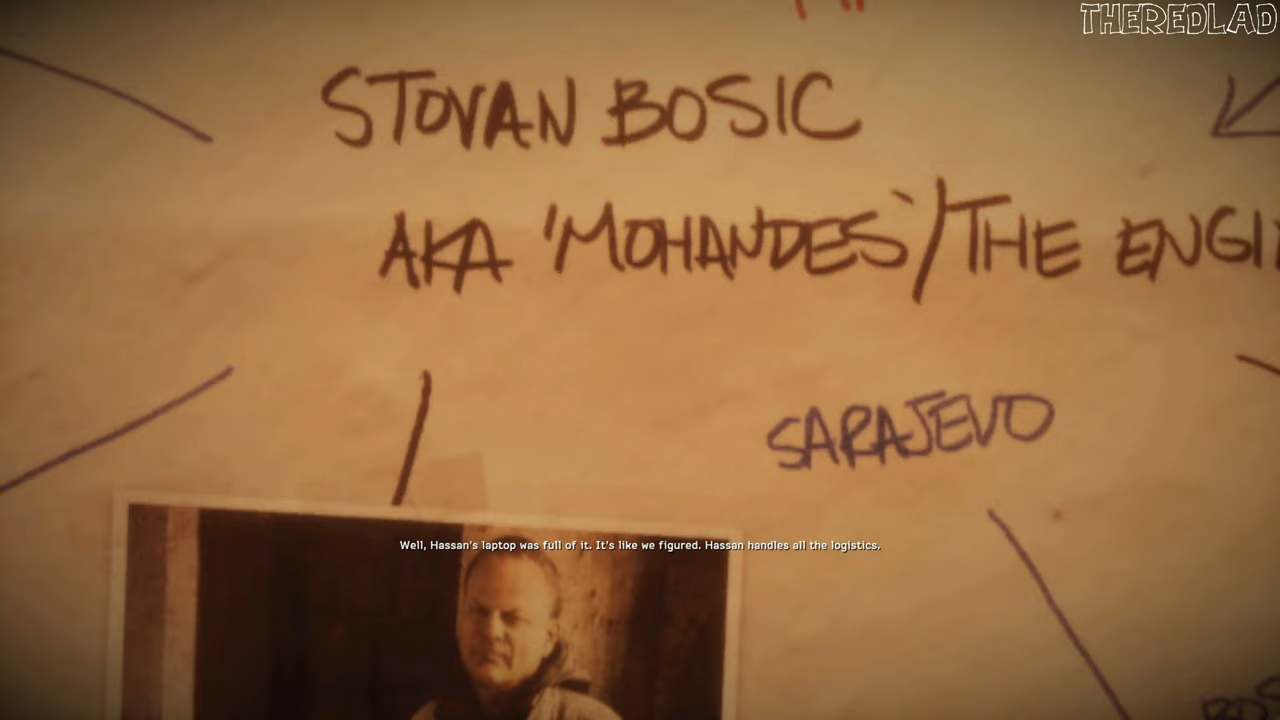 THEREDLAD
STOVAN BOSIC
AKA 'MOHANDES'/THE ENGI
SARAJEVO
Well, Hassan's laptop was full of it. It's like we figured. Hassan handles all the logistics.